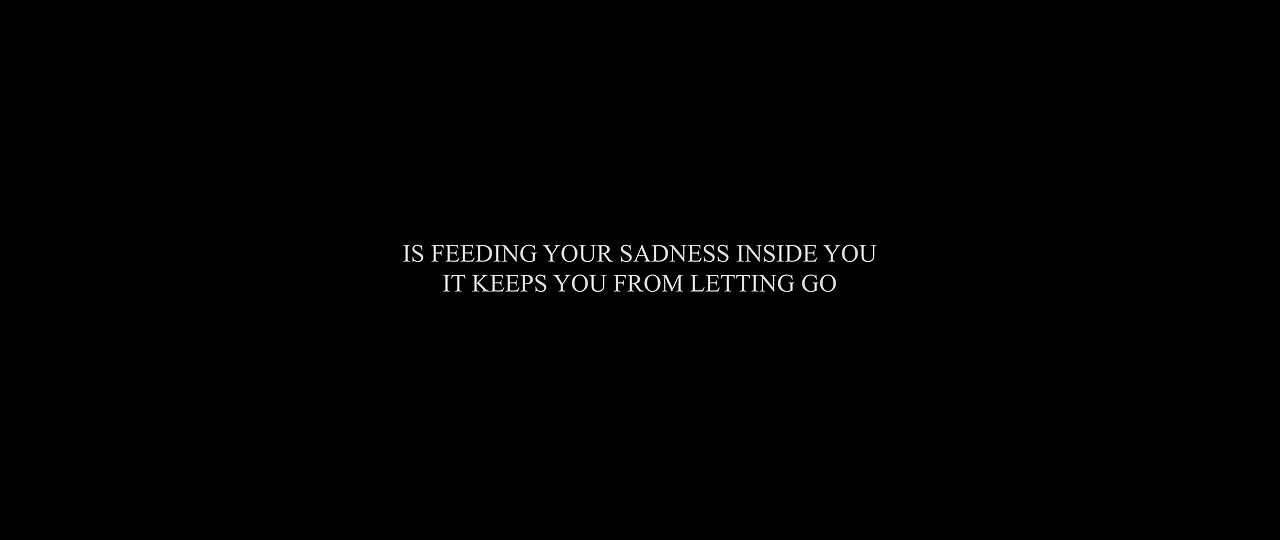 IS FEEDING YOUR SADNESS INSIDE YOU
IT KEEPS YOU FROM LETTING GO